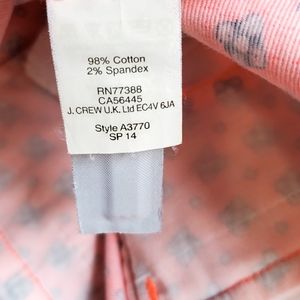 98% Cotton
2% Spandex
RN77388
CA56445
J. CREW U.K. Ltd EC4V 6JA
Style A3770
SP 14